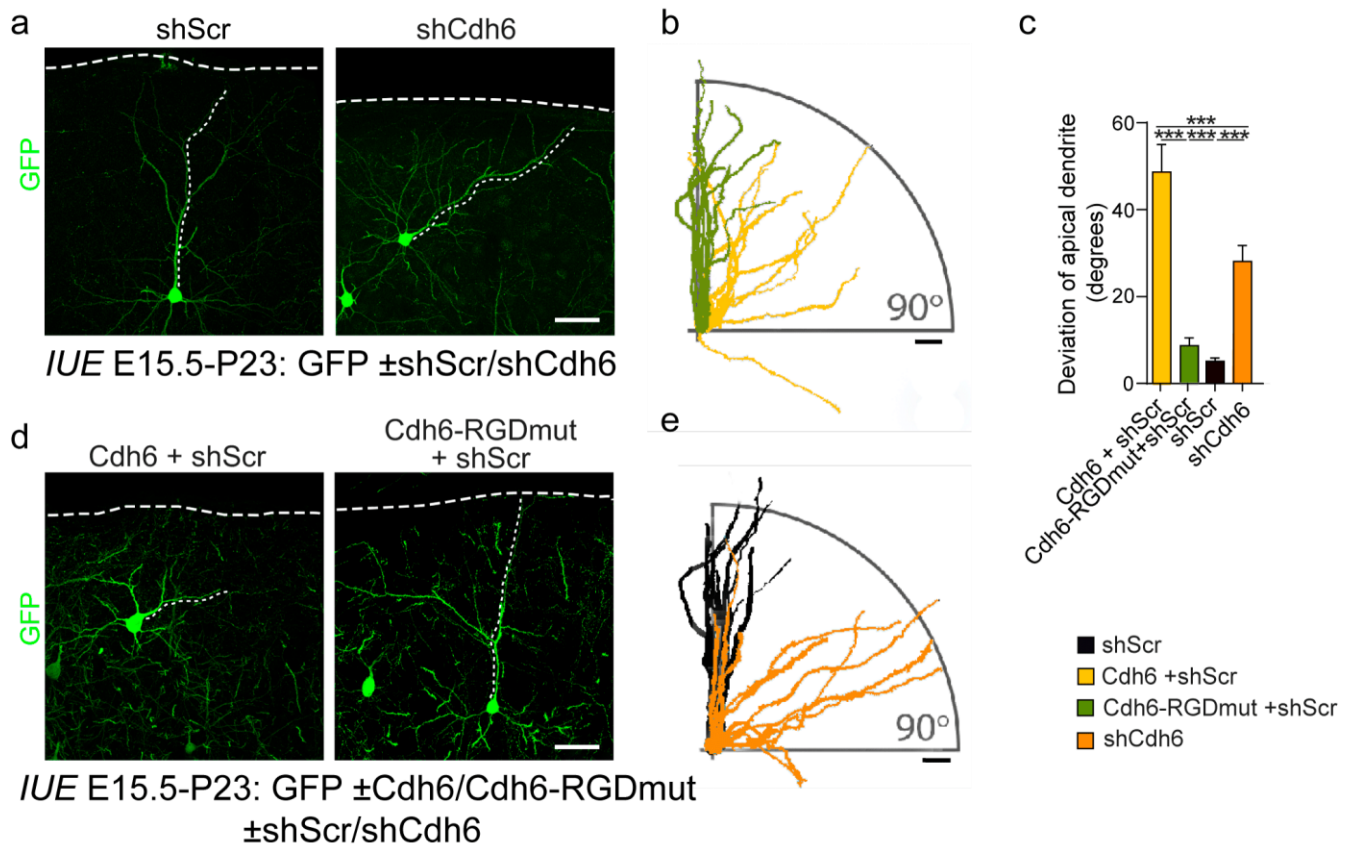 a
shScr
shCdh6
GFP
IUE E15.5-P23: GFP ±shScr/shCdh6
b
90°
c
***
*** *** ***
Deviation of apical dendrite
(degrees)
60
40
20
0
Cdh6 + shScr
Cdh6-RGDmut+shScr
shScr
shCdh6
d
Cdh6 + shScr
Cdh6-RGDmut
+ shScr
GFP
IUE E15.5-P23: GFP ±Cdh6/Cdh6-RGDmut
±shScr/shCdh6
e
90°
shScr
Cdh6 +shScr
Cdh6-RGDmut +shScr
shCdh6